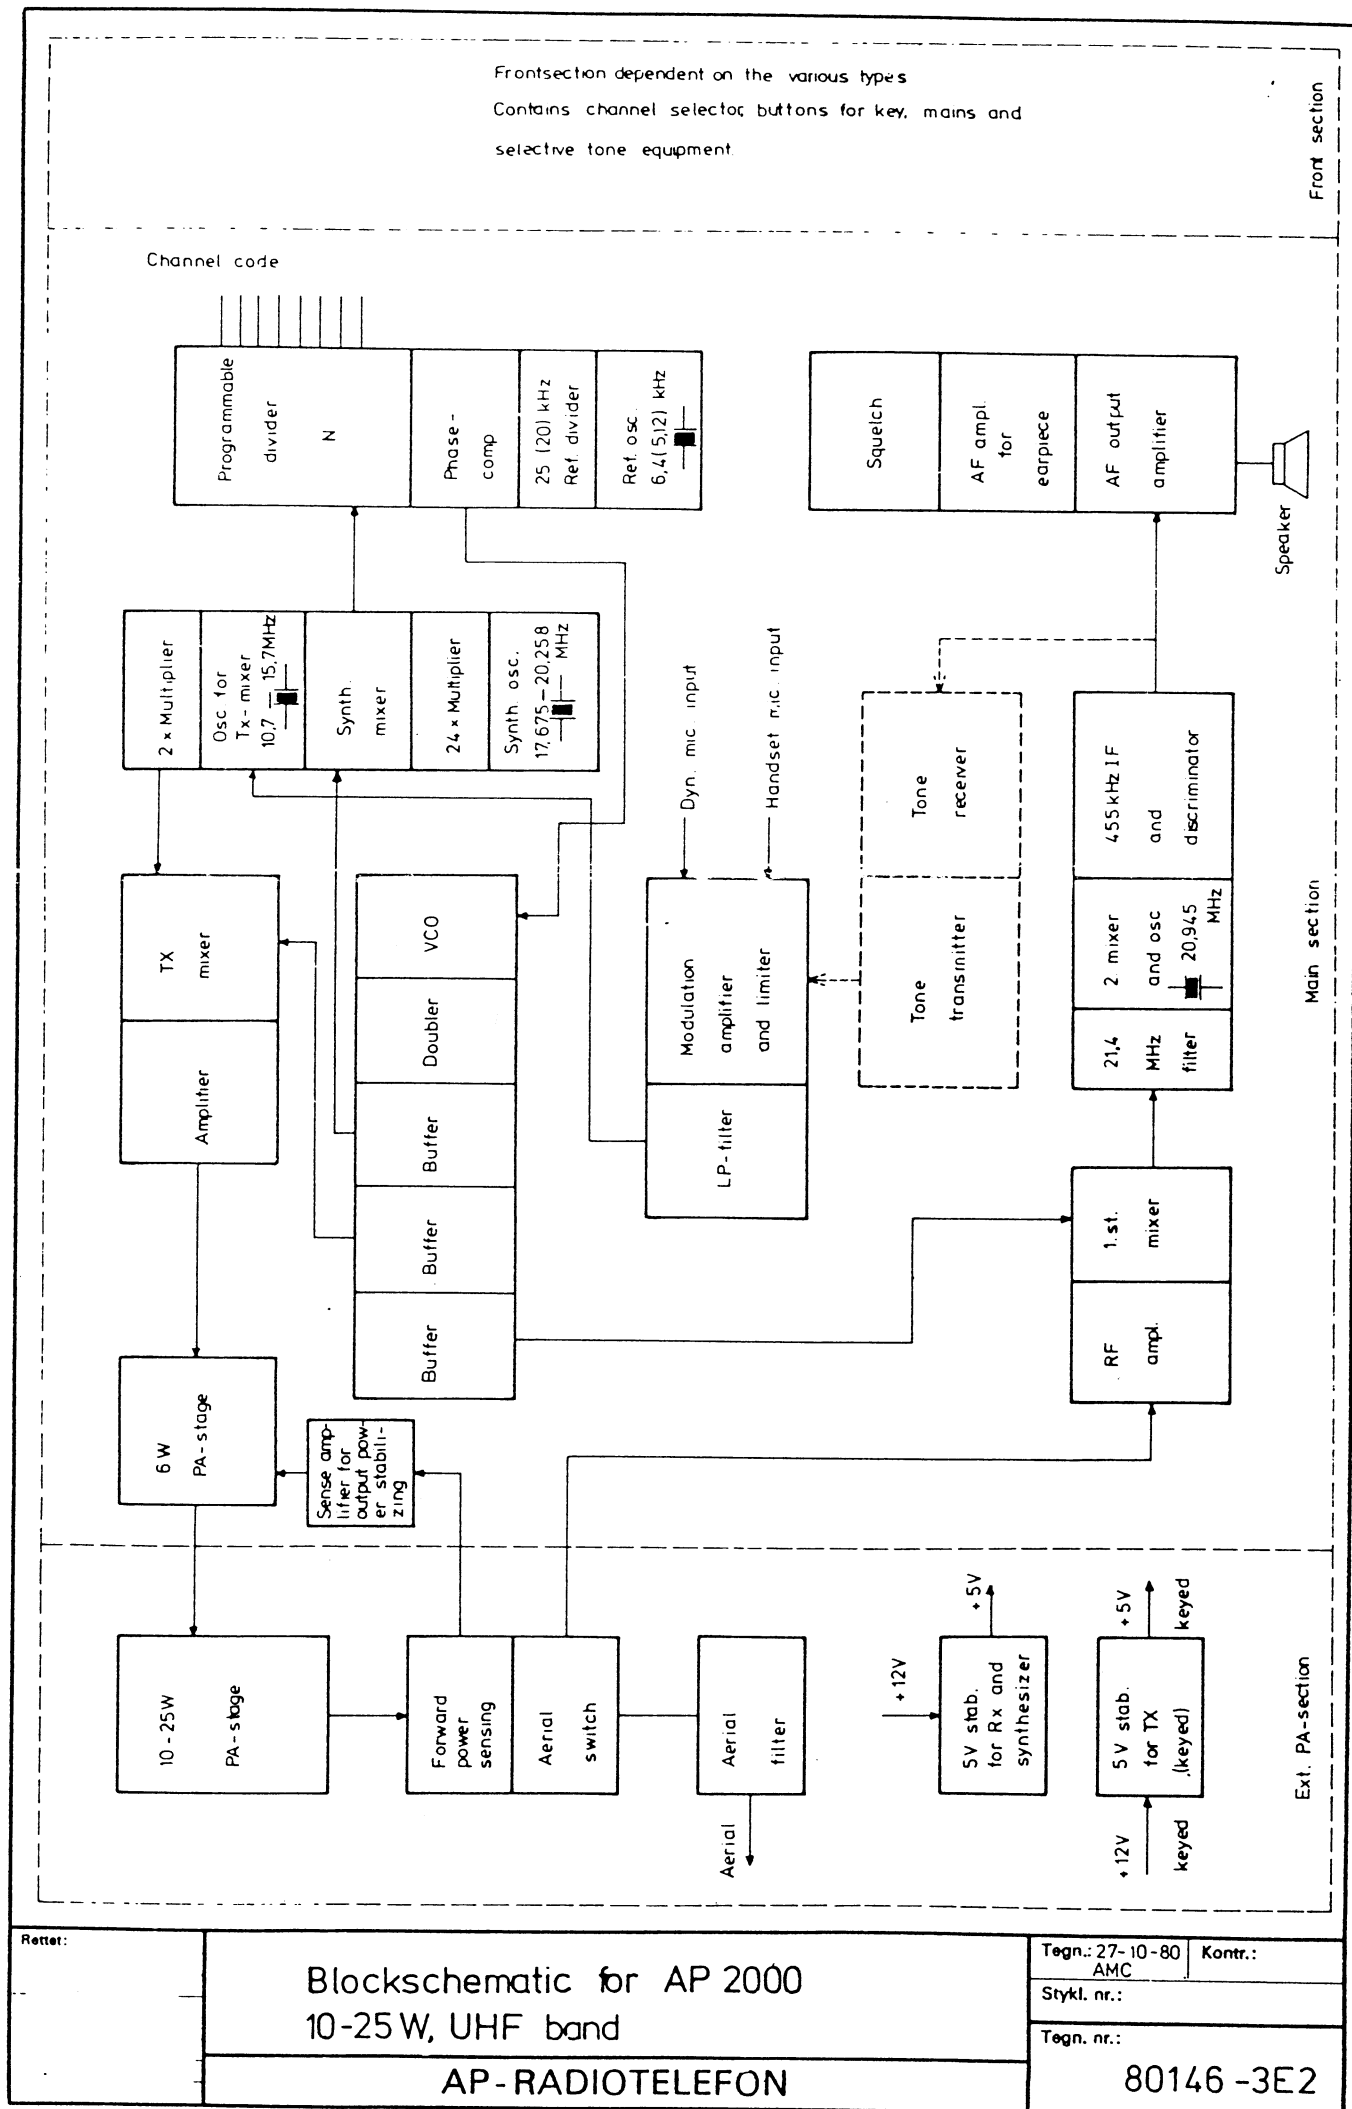 Frontsection dependent on the various types
Contains channel selector, buttons for key, mains and
selective tone equipment.
Front section
Channel code
Programmable
divider
N
Phase-
comp
25 (20) kHz
Ref. divider
Ref. osc.
6,4(5,12) kHz
Squelch
AF ampl.
for
earpiece
AF output
amplifier
Speaker
2 x Multiplier
Osc for
Tx-mixer
10,7 — 15,7MHz
Synth.
mixer
24 x Multiplier
Synth. osc.
17,675-20,258
MHz
Dyn. mic. input
Handset mic. input
Tone
receiver
Tone
transmitter
455 kHz IF
and
discriminator
2. mixer
and osc
20,945
MHz
21,4
MHz
filter
Main section
TX
mixer
Amplifier
VCO
Doubler
Buffer
Buffer
Buffer
Modulation
amplifier
and limiter
LP-filter
1. st.
mixer
RF
ampl.
6 W
PA-stage
Sense amp-
lifier for
output pow-
er stabili-
zing
10-25W
PA-stage
Forward
power
sensing
Aerial
switch
Aerial
filter
Aerial
+12V
5V stab.
for Rx and
synthesizer
+5V
+12V
keyed
5V stab.
for TX
(keyed)
+5V
keyed
Ext. PA-section
Rettet:
Blockschematic for AP 2000
10-25W, UHF band
AP-RADIOTELEFON
Tegn.: 27-10-80
AMC
Kontr.:
Stykl. nr.:
Tegn. nr.:
80146-3E2